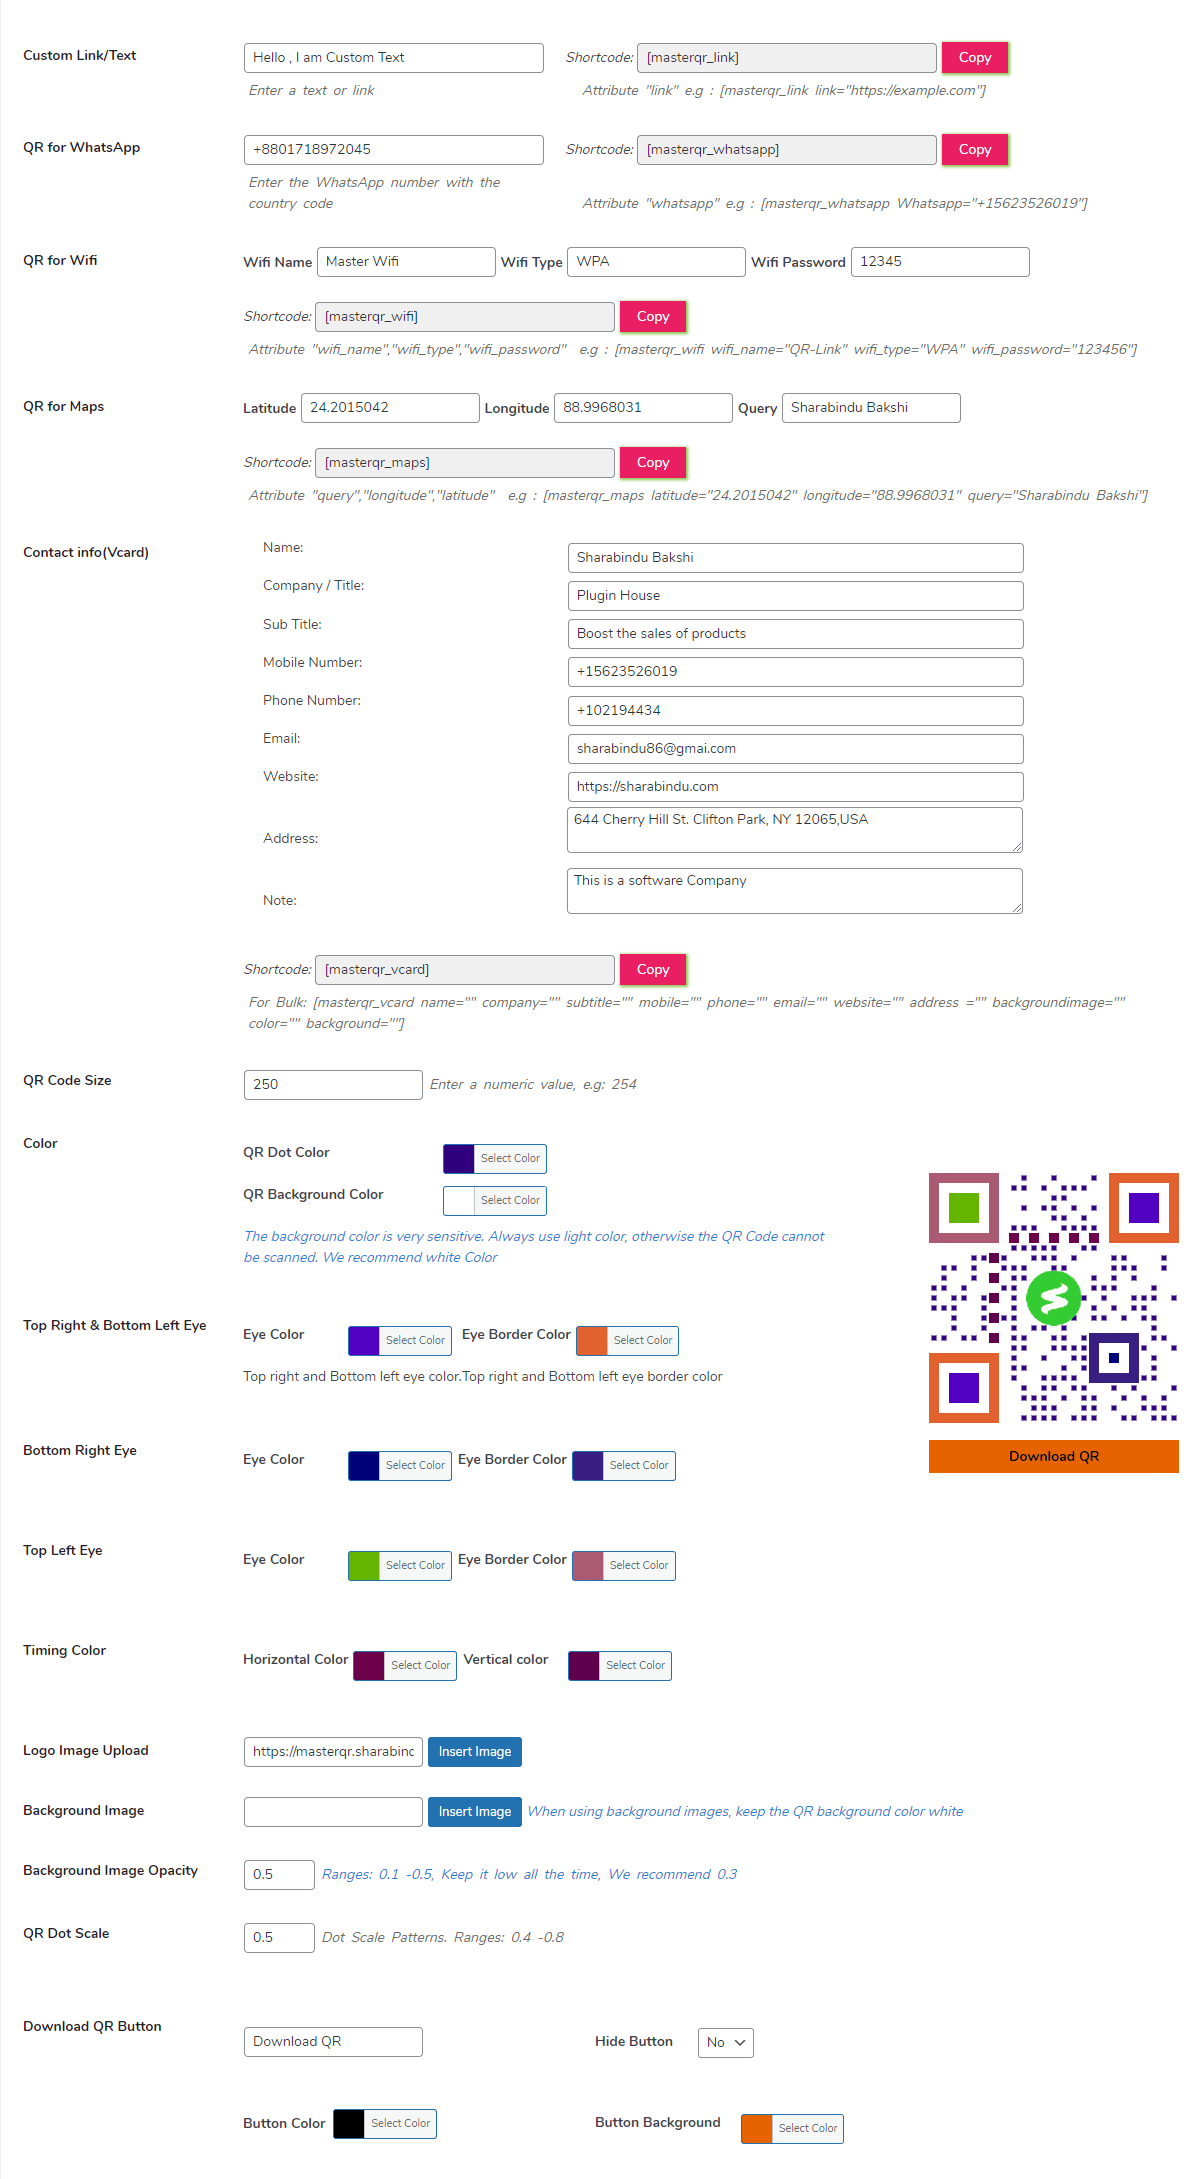 Custom Link/Text Hello , I am Custom Text Shortcode: [masterqr_link] Copy
Enter a text or link Attribute "link" e.g : [masterqr_link link="https://example.com"]
QR for WhatsApp +8801718972045 Shortcode: [masterqr_whatsapp] Copy
Enter the WhatsApp number with the
country code Attribute "whatsapp" e.g : [masterqr_whatsapp Whatsapp="+15623526019"]
QR for Wifi Wifi Name Master Wifi Wifi Type WPA Wifi Password 12345
Shortcode: [masterqr_wifi] Copy
Attribute "wifi_name","wifi_type","wifi_password" e.g : [masterqr_wifi wifi_name="QR-Link" wifi_type="WPA" wifi_password="123456"]
QR for Maps Latitude 24.2015042 Longitude 88.9968031 Query Sharabindu Bakshi
Shortcode: [masterqr_maps] Copy
Attribute "query","longitude","latitude" e.g : [masterqr_maps latitude="24.2015042" longitude="88.9968031" query="Sharabindu Bakshi"]
Contact info(Vcard) Name: Sharabindu Bakshi
Company / Title: Plugin House
Sub Title: Boost the sales of products
Mobile Number: +15623526019
Phone Number: +102194434
Email: sharabindu86@gmai.com
Website: https://sharabindu.com
Address: 644 Cherry Hill St. Clifton Park, NY 12065,USA
Note: This is a software Company
Shortcode: [masterqr_vcard] Copy
For Bulk: [masterqr_vcard name="" company="" subtitle="" mobile="" phone="" email="" website="" address ="" backgroundimage=""
color="" background=""]
QR Code Size 250 Enter a numeric value, e.g: 254
Color QR Dot Color Select Color
QR Background Color Select Color
The background color is very sensitive. Always use light color, otherwise the QR Code cannot
be scanned. We recommend white Color
Top Right & Bottom Left Eye Eye Color Select Color Eye Border Color Select Color
Top right and Bottom left eye color.Top right and Bottom left eye border color
Bottom Right Eye Eye Color Select Color Eye Border Color Select Color
Download QR
Top Left Eye Eye Color Select Color Eye Border Color Select Color
Timing Color Horizontal Color Select Color Vertical color Select Color
Logo Image Upload https://masterqr.sharabinc Insert Image
Background Image Insert Image When using background images, keep the QR background color white
Background Image Opacity 0.5 Ranges: 0.1 -0.5, Keep it low all the time, We recommend 0.3
QR Dot Scale 0.5 Dot Scale Patterns. Ranges: 0.4 -0.8
Download QR Button Download QR Hide Button No
Button Color Select Color Button Background Select Color